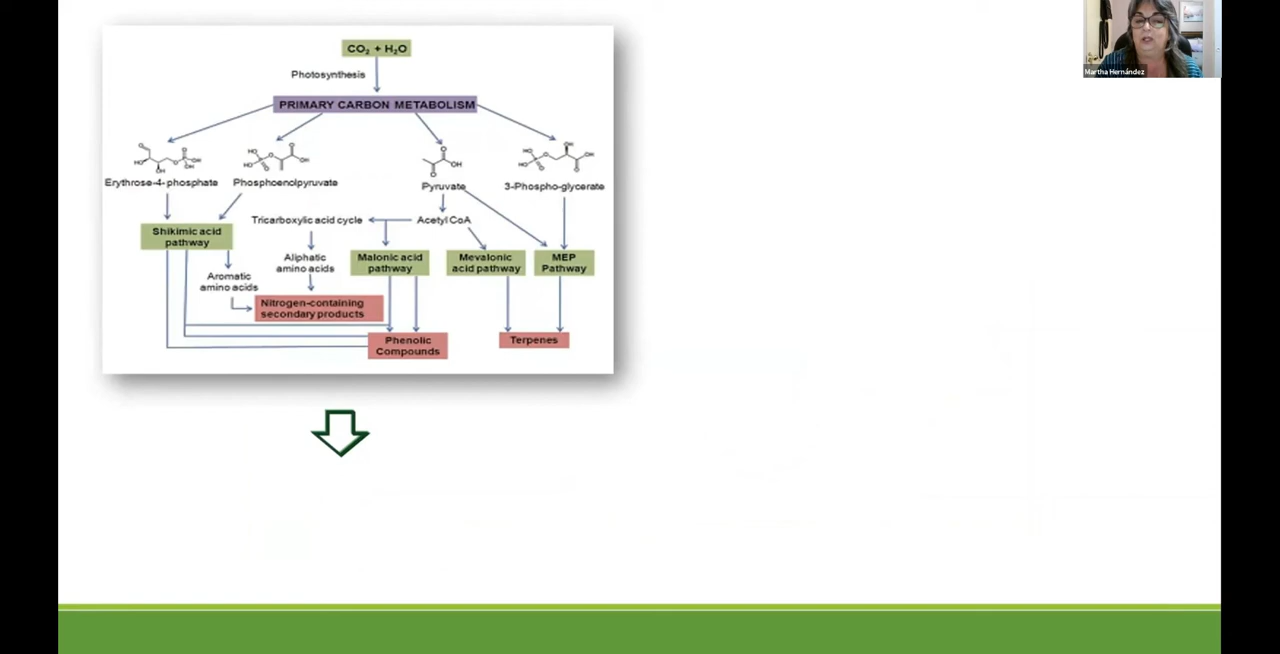 CO₂ + H₂O
Photosynthesis
PRIMARY CARBON METABOLISM
Erythrose-4-phosphate
Phosphoenolpyruvate
Pyruvate
3-Phospho-glycerate
Shikimic acid
pathway
Tricarboxylic acid cycle
Acetyl CoA
Aromatic
amino acids
Aliphatic
amino acids
Malonic acid
pathway
Mevalonic
acid pathway
MEP
Pathway
Nitrogen-containing
secondary products
Phenolic
Compounds
Terpenes
Martha Hernández